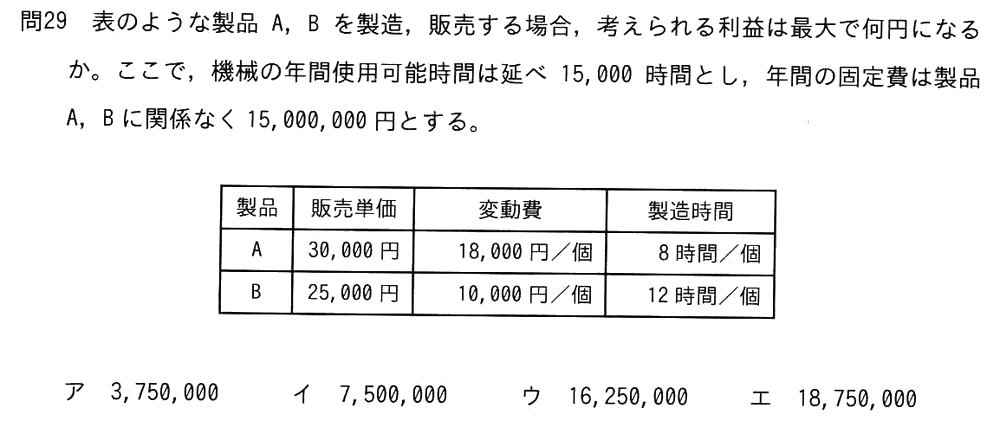 問29 表のような製品 A，B を製造，販売する場合，考えられる利益は最大で何円になる
か。ここで，機械の年間使用可能時間は延べ 15,000 時間とし，年間の固定費は製品
A，B に関係なく 15,000,000 円とする。
製品 販売単価 変動費 製造時間
A 30,000 円 18,000 円／個 8 時間／個
B 25,000 円 10,000 円／個 12 時間／個
ア 3,750,000 イ 7,500,000 ウ 16,250,000 エ 18,750,000